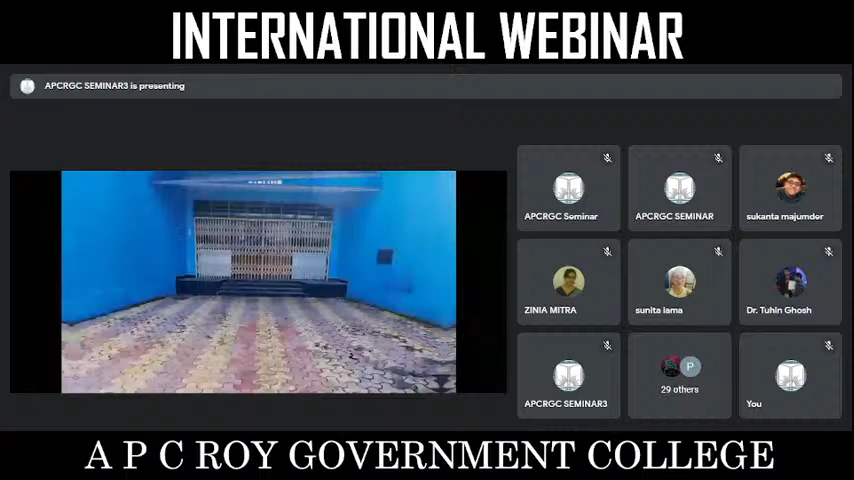 INTERNATIONAL WEBINAR
APCRGC SEMINAR3 is presenting
APCRGC Seminar
APCRGC SEMINAR
sukanta majumder
ZINIA MITRA
sunita lama
Dr. Tuhin Ghosh
APCRGC SEMINAR3
P
29 others
You
A P C ROY GOVERNMENT COLLEGE